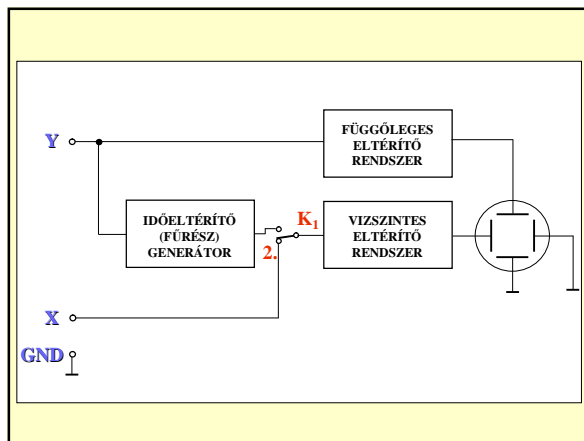 Y
FÜGGŐLEGES
ELTÉRÍTŐ
RENDSZER
IDŐELTÉRÍTŐ
(FŰRÉSZ)
GENERÁTOR
K1
2.
VIZSZINTES
ELTÉRÍTŐ
RENDSZER
X
GND